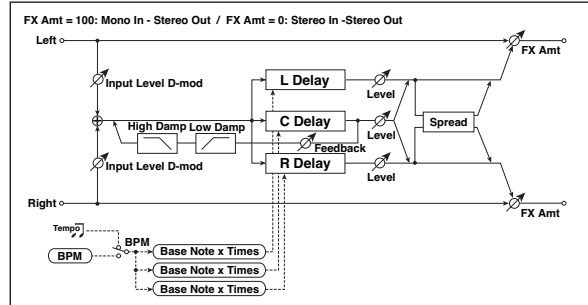 FX Amt = 100: Mono In - Stereo Out / FX Amt = 0: Stereo In -Stereo Out
Left
FX Amt
Input Level D-mod
L Delay
Level
High Damp
Low Damp
C Delay
Level
Spread
Feedback
Input Level D-mod
R Delay
Level
Right
FX Amt
Tempo
BPM
BPM
Base Note x Times
Base Note x Times
Base Note x Times